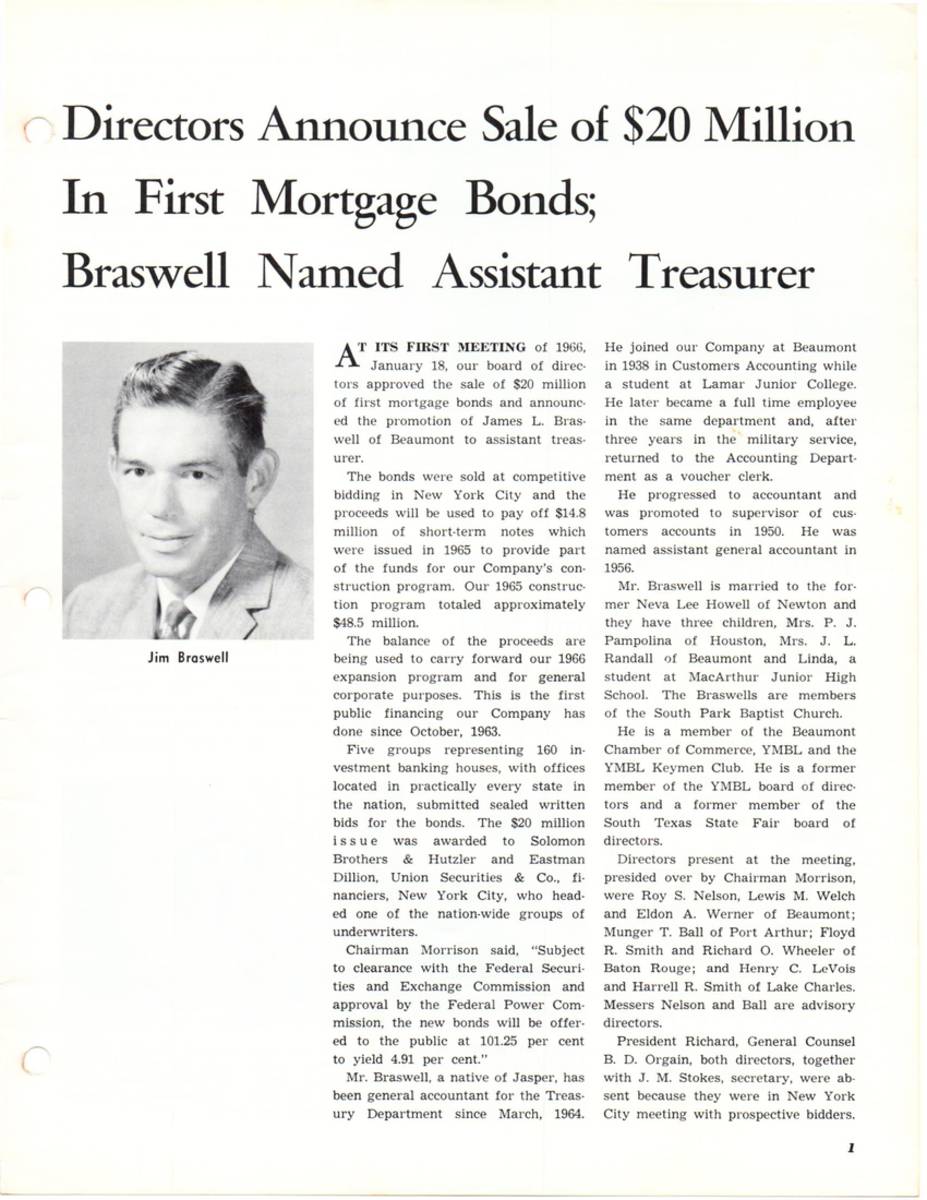 Directors Announce Sale of $20 Million
In First Mortgage Bonds;
Braswell Named Assistant Treasurer
Jim Braswell
AT ITS FIRST MEETING of 1966,
January 18, our board of direc-
tors approved the sale of $20 million
of first mortgage bonds and announc-
ed the promotion of James L. Bras-
well of Beaumont to assistant treas-
urer.
The bonds were sold at competitive
bidding in New York City and the
proceeds will be used to pay off $14.8
million of short-term notes which
were issued in 1965 to provide part
of the funds for our Company's con-
struction program. Our 1965 construc-
tion program totaled approximately
$48.5 million.
The balance of the proceeds are
being used to carry forward our 1966
expansion program and for general
corporate purposes. This is the first
public financing our Company has
done since October, 1963.
Five groups representing 160 in-
vestment banking houses, with offices
located in practically every state in
the nation, submitted sealed written
bids for the bonds. The $20 million
issue was awarded to Solomon
Brothers & Hutzler and Eastman
Dillion, Union Securities & Co., fi-
nanciers, New York City, who head-
ed one of the nation-wide groups of
underwriters.
Chairman Morrison said, "Subject
to clearance with the Federal Securi-
ties and Exchange Commission and
approval by the Federal Power Com-
mission, the new bonds will be offer-
ed to the public at 101.25 per cent
to yield 4.91 per cent."
Mr. Braswell, a native of Jasper, has
been general accountant for the Treas-
ury Department since March, 1964.
He joined our Company at Beaumont
in 1938 in Customers Accounting while
a student at Lamar Junior College.
He later became a full time employee
in the same department and, after
three years in the military service,
returned to the Accounting Depart-
ment as a voucher clerk.
He progressed to accountant and
was promoted to supervisor of cus-
tomers accounts in 1950. He was
named assistant general accountant in
1956.
Mr. Braswell is married to the for-
mer Neva Lee Howell of Newton and
they have three children, Mrs. P. J.
Pampolina of Houston, Mrs. J. L.
Randall of Beaumont and Linda, a
student at MacArthur Junior High
School. The Braswells are members
of the South Park Baptist Church.
He is a member of the Beaumont
Chamber of Commerce, YMBL and the
YMBL Keymen Club. He is a former
member of the YMBL board of direc-
tors and a former member of the
South Texas State Fair board of
directors.
Directors present at the meeting,
presided over by Chairman Morrison,
were Roy S. Nelson, Lewis M. Welch
and Eldon A. Werner of Beaumont;
Munger T. Ball of Port Arthur; Floyd
R. Smith and Richard O. Wheeler of
Baton Rouge; and Henry C. LeVois
and Harrell R. Smith of Lake Charles.
Messers Nelson and Ball are advisory
directors.
President Richard, General Counsel
B. D. Orgain, both directors, together
with J. M. Stokes, secretary, were ab-
sent because they were in New York
City meeting with prospective bidders.
1